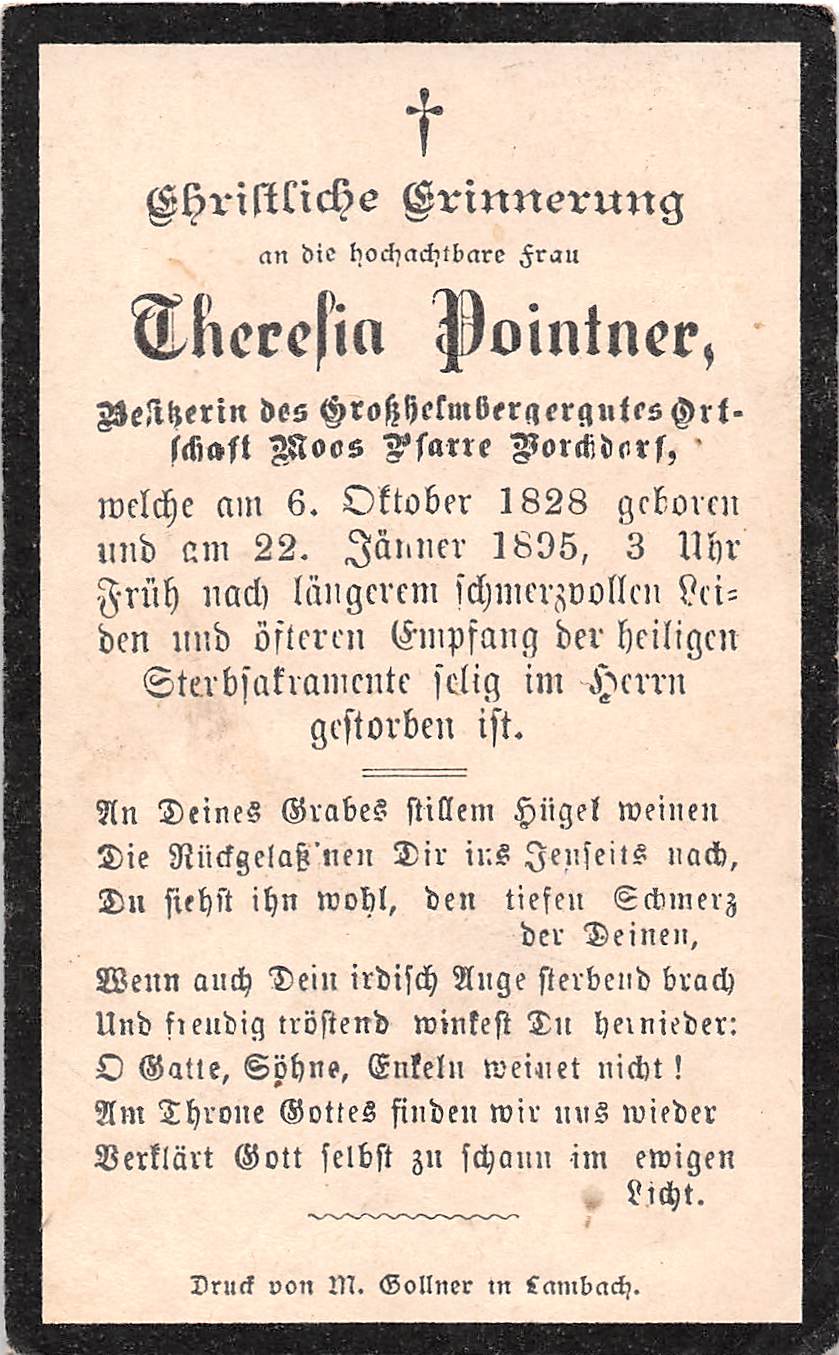 Christliche Erinnerung
an die hochachtbare Frau
Theresia Pointner,
Besitzerin des Großhelmbergergutes Ort-
schaft Moos Pfarre Vorchdorf,
welche am 6. Oktober 1828 geboren
und am 22. Jänner 1895, 3 Uhr
Früh nach längerem schmerzvollen Lei-
den und öfteren Empfang der heiligen
Sterbsakramente selig im Herrn
gestorben ist.
An Deines Grabes stillem Hügel weinen
Die Rückgelaß'nen Dir ins Jenseits nach,
Du siehst ihn wohl, den tiefen Schmerz
der Deinen,
Wenn auch Dein irdisch Auge sterbend brach
Und freudig tröstend winkest Du hernieder:
O Gatte, Söhne, Enkeln weinet nicht!
Am Throne Gottes finden wir uns wieder
Verklärt Gott selbst zu schaun im ewigen
Licht.
Druck von M. Gollner in Lambach.